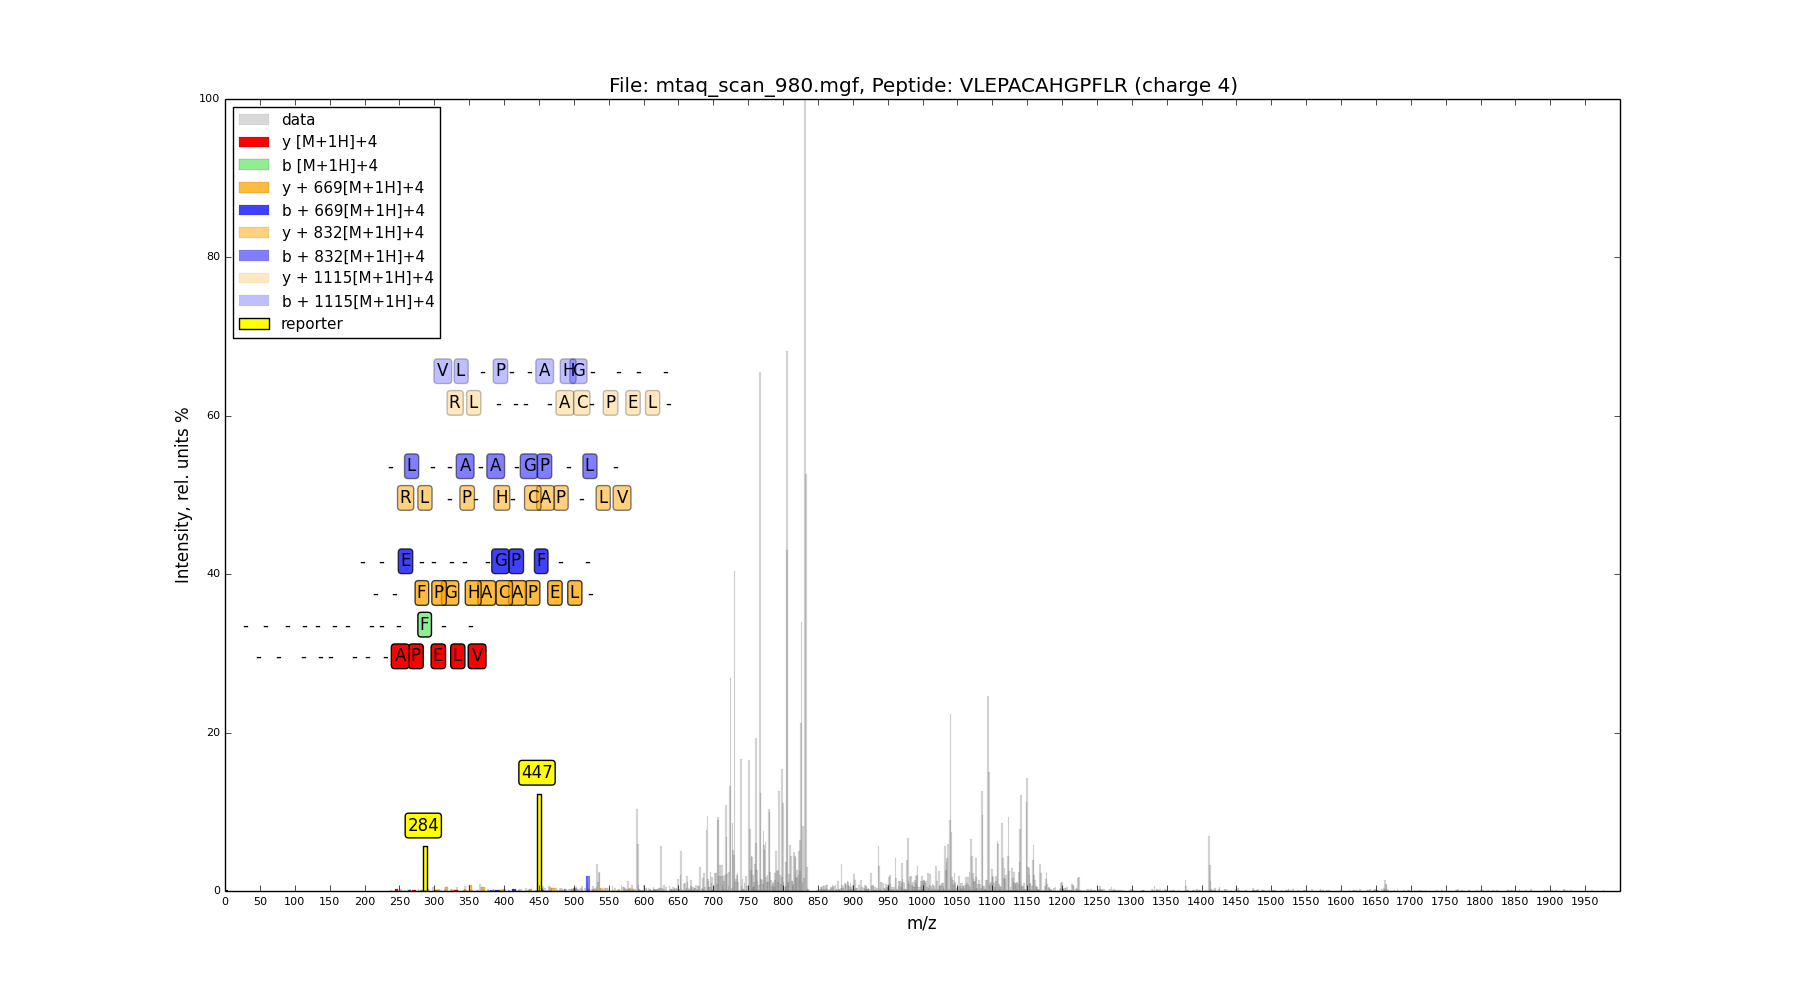 File: mtaq_scan_980.mgf, Peptide: VLEPACAHGPFLR (charge 4)
100
data
y [M+1H]+4
b [M+1H]+4
y + 669[M+1H]+4
b + 669[M+1H]+4
y + 832[M+1H]+4
b + 832[M+1H]+4
y + 1115[M+1H]+4
b + 1115[M+1H]+4
reporter
80
60
40
20
0
Intensity, rel. units %
V L - P - - A H G - - - - -
R L - - - - A C - P E L -
- L - - A - A - G P - L -
R L - P - H - C A P - L V
- - E - - - - - G P F - -
- - F P G H A C A P E L -
- - - - - - - - - - F - -
- - - - - - - - A P E L V
447
284
0 50 100 150 200 250 300 350 400 450 500 550 600 650 700 750 800 850 900 950 1000 1050 1100 1150 1200 1250 1300 1350 1400 1450 1500 1550 1600 1650 1700 1750 1800 1850 1900 1950
m/z